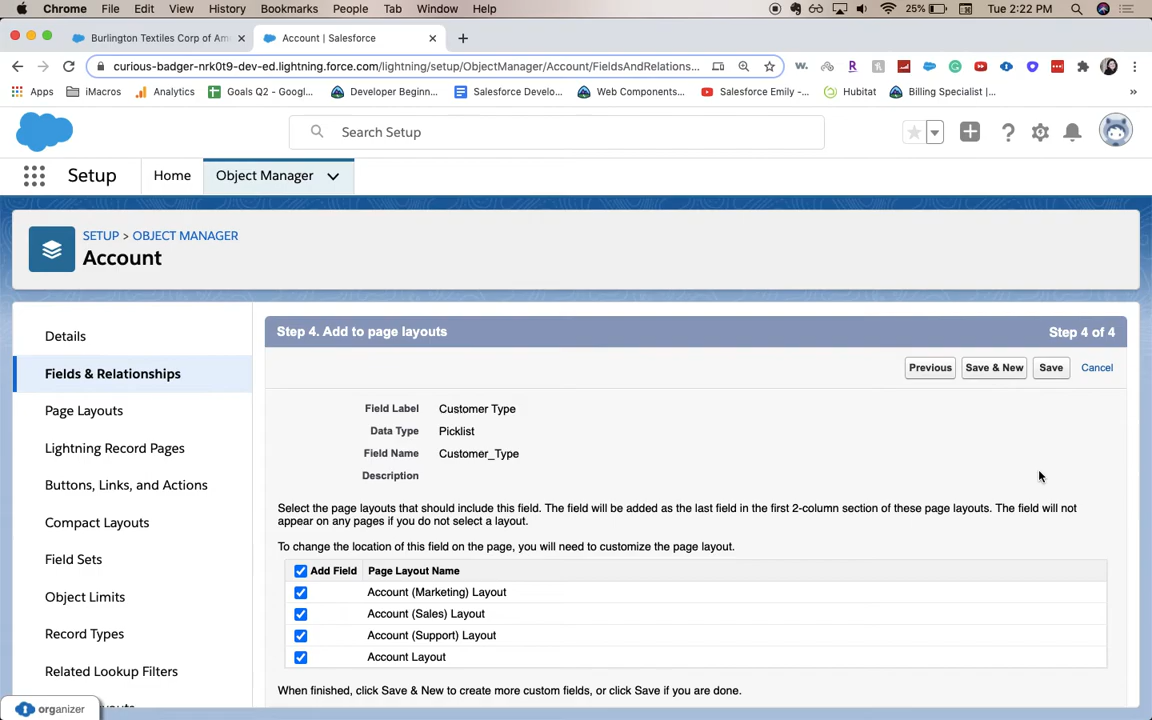 Chrome File Edit View History Bookmarks People Tab Window Help 25% Tue 2:22 PM
Burlington Textiles Corp of Am Account | Salesforce
curious-badger-nrk0t9-dev-ed.lightning.force.com/lightning/setup/ObjectManager/Account/FieldsAndRelations...
Apps iMacros Analytics Goals Q2 - Googl... Developer Beginn... Salesforce Develo... Web Components... Salesforce Emily -... Hubitat Billing Specialist |... »
Search Setup
Setup Home Object Manager
SETUP > OBJECT MANAGER
Account
Details
Fields & Relationships
Page Layouts
Lightning Record Pages
Buttons, Links, and Actions
Compact Layouts
Field Sets
Object Limits
Record Types
Related Lookup Filters
organizer
Step 4. Add to page layouts Step 4 of 4
Previous Save & New Save Cancel
Field Label Customer Type
Data Type Picklist
Field Name Customer_Type
Description
Select the page layouts that should include this field. The field will be added as the last field in the first 2-column section of these page layouts. The field will not
appear on any pages if you do not select a layout.
To change the location of this field on the page, you will need to customize the page layout.
Add Field Page Layout Name
Account (Marketing) Layout
Account (Sales) Layout
Account (Support) Layout
Account Layout
When finished, click Save & New to create more custom fields, or click Save if you are done.